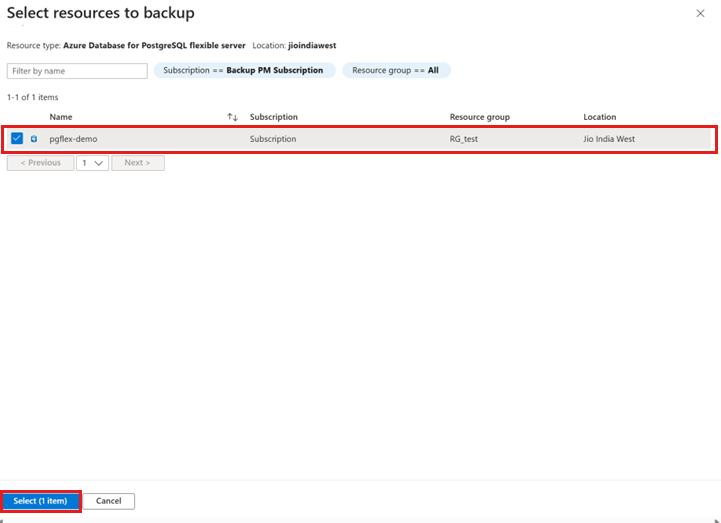 Select resources to backup
Resource type: Azure Database for PostgreSQL flexible server Location: jioindiawest
Filter by name
Subscription == Backup PM Subscription
Resource group == All
1-1 of 1 items
Name ↑↓ Subscription Resource group Location
pgflex-demo Subscription RG_test Jio India West
< Previous 1 Next >
Select (1 item) Cancel